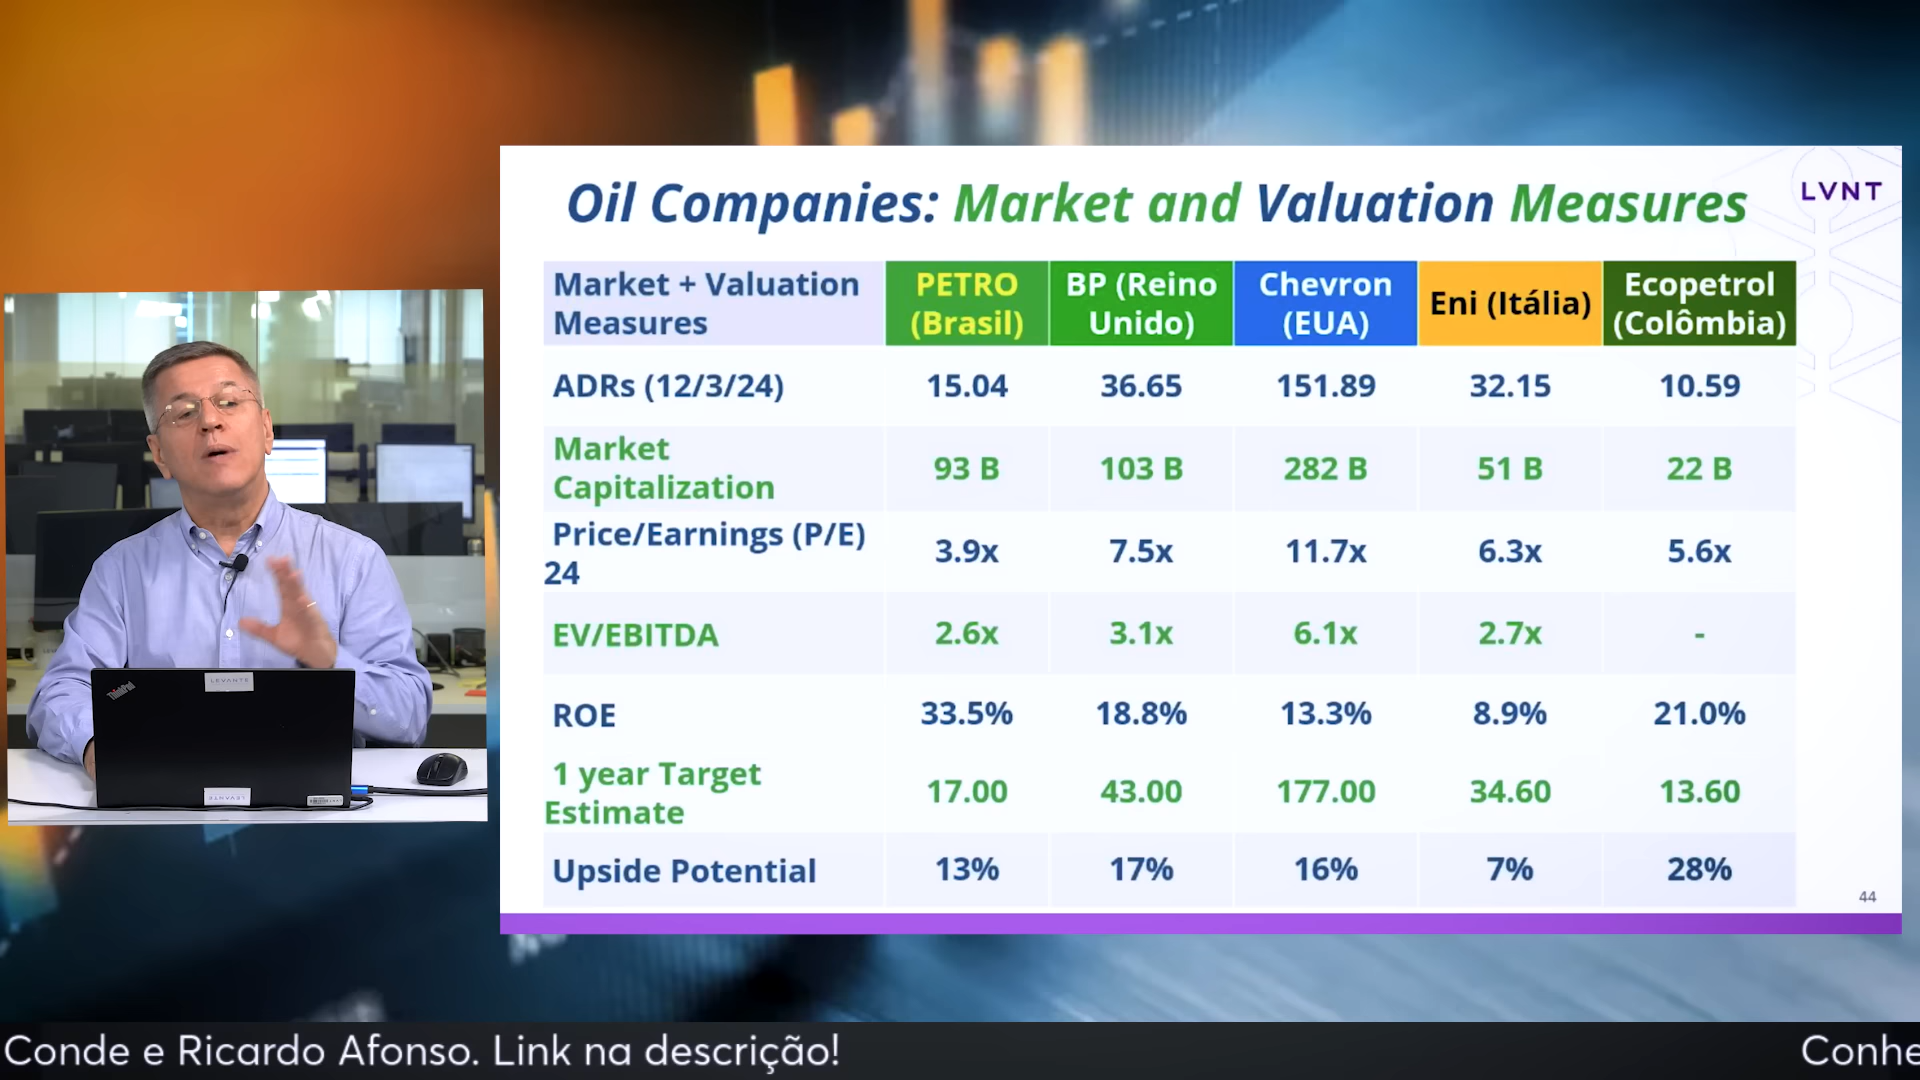 Oil Companies: Market and Valuation Measures
LVNT
Market + Valuation
Measures
PETRO
(Brasil)
BP (Reino
Unido)
Chevron
(EUA)
Eni (Itália)
Ecopetrol
(Colômbia)
ADRs (12/3/24) 15.04 36.65 151.89 32.15 10.59
Market
Capitalization
93 B 103 B 282 B 51 B 22 B
Price/Earnings (P/E)
24
3.9x 7.5x 11.7x 6.3x 5.6x
EV/EBITDA 2.6x 3.1x 6.1x 2.7x -
ROE 33.5% 18.8% 13.3% 8.9% 21.0%
1 year Target
Estimate
17.00 43.00 177.00 34.60 13.60
Upside Potential 13% 17% 16% 7% 28%
44
ThinkPad
LEVANTE
Conde e Ricardo Afonso. Link na descrição!
Conhe